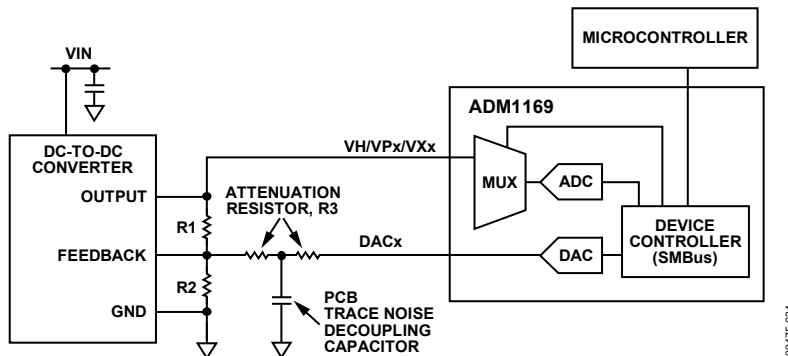 MICROCONTROLLER
VIN
ADM1169
DC-TO-DC
CONVERTER
VH/VPx/VXx
MUX
ADC
OUTPUT
ATTENUATION
RESISTOR, R3
R1
DEVICE
CONTROLLER
(SMBus)
FEEDBACK
DACx
DAC
R2
GND
PCB
TRACE NOISE
DECOUPLING
CAPACITOR